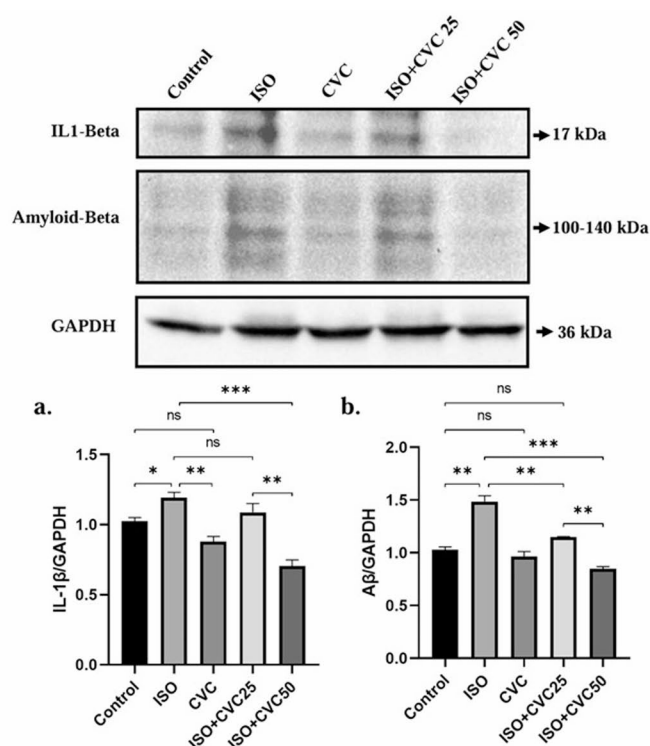 Control ISO CVC ISO+CVC 25 ISO+CVC 50
IL1-Beta 17 kDa
Amyloid-Beta 100-140 kDa
GAPDH 36 kDa
a.
***
ns
ns
* ** **
IL-1β/GAPDH
1.5
1.0
0.5
0.0
Control ISO CVC ISO+CVC25 ISO+CVC50
b.
ns
ns
***
** **
**
Aβ/GAPDH
2.0
1.5
1.0
0.5
0.0
Control ISO CVC ISO+CVC25 ISO+CVC50